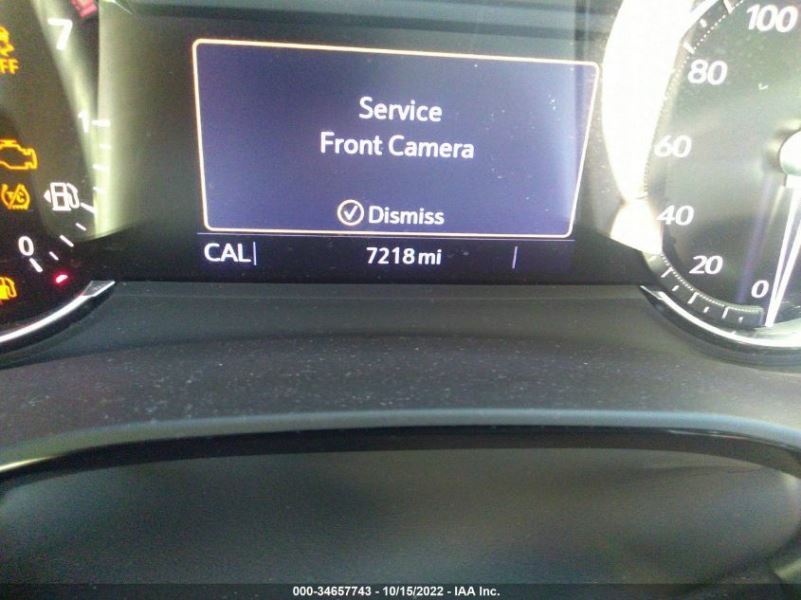 7
FF
1
0
Service
Front Camera
Dismiss
CAL
7218 mi
100
80
60
40
20
0
000-34657743 - 10/15/2022 - IAA Inc.